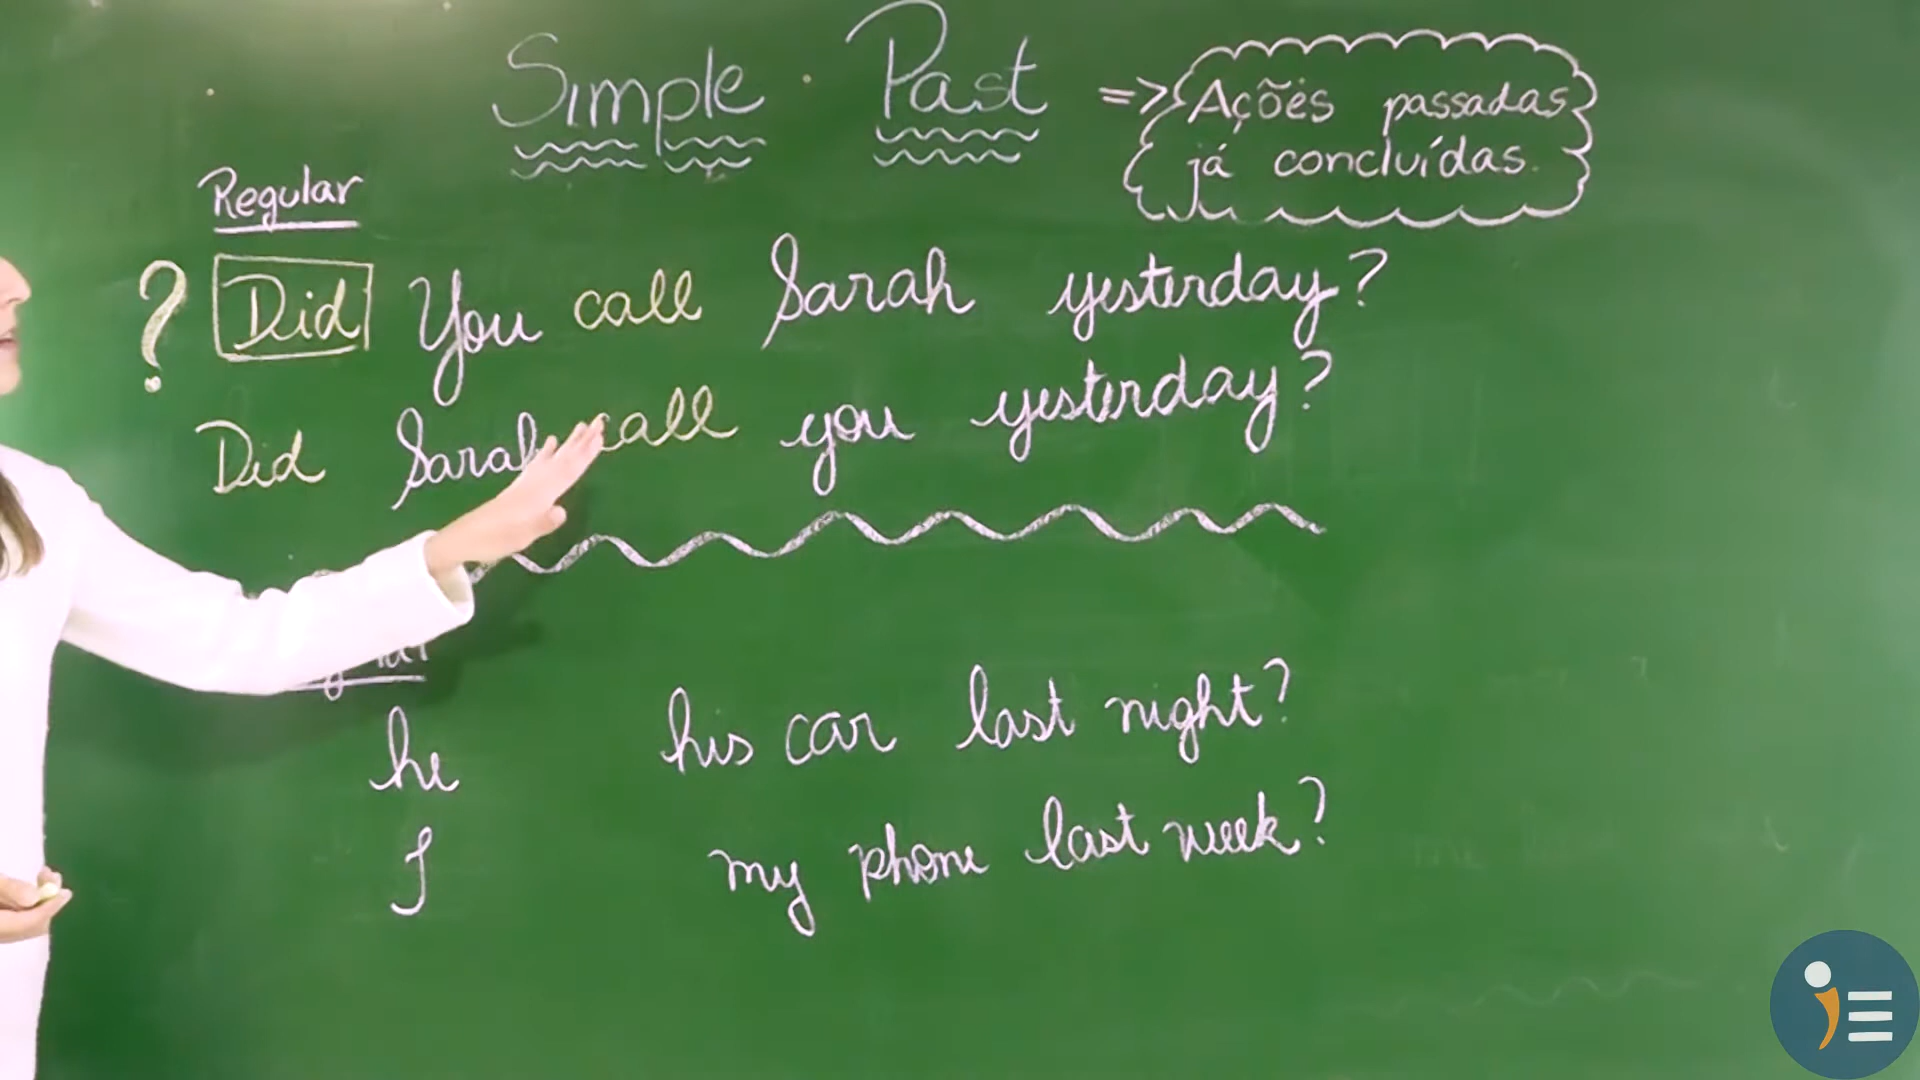 Simple Past => Ações passadas
já concluídas.
Regular
? Did You call Sarah yesterday?
Did Sarah call you yesterday?
he his car last night?
I my phone last week?